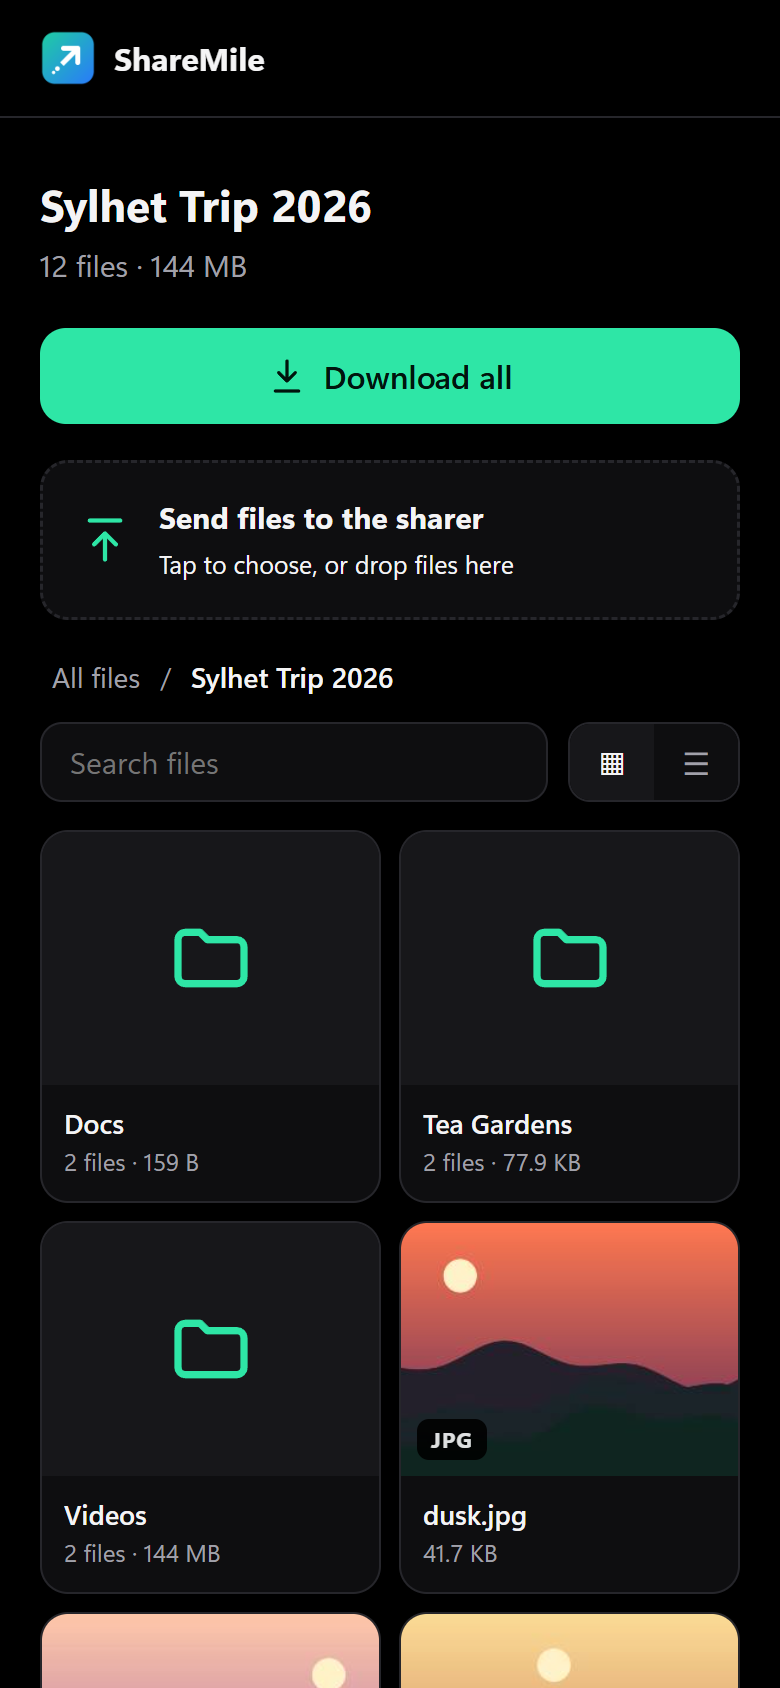 ShareMile
Sylhet Trip 2026
12 files · 144 MB
Download all
Send files to the sharer
Tap to choose, or drop files here
All files / Sylhet Trip 2026
Search files
Docs
2 files · 159 B
Tea Gardens
2 files · 77.9 KB
Videos
2 files · 144 MB
JPG
dusk.jpg
41.7 KB